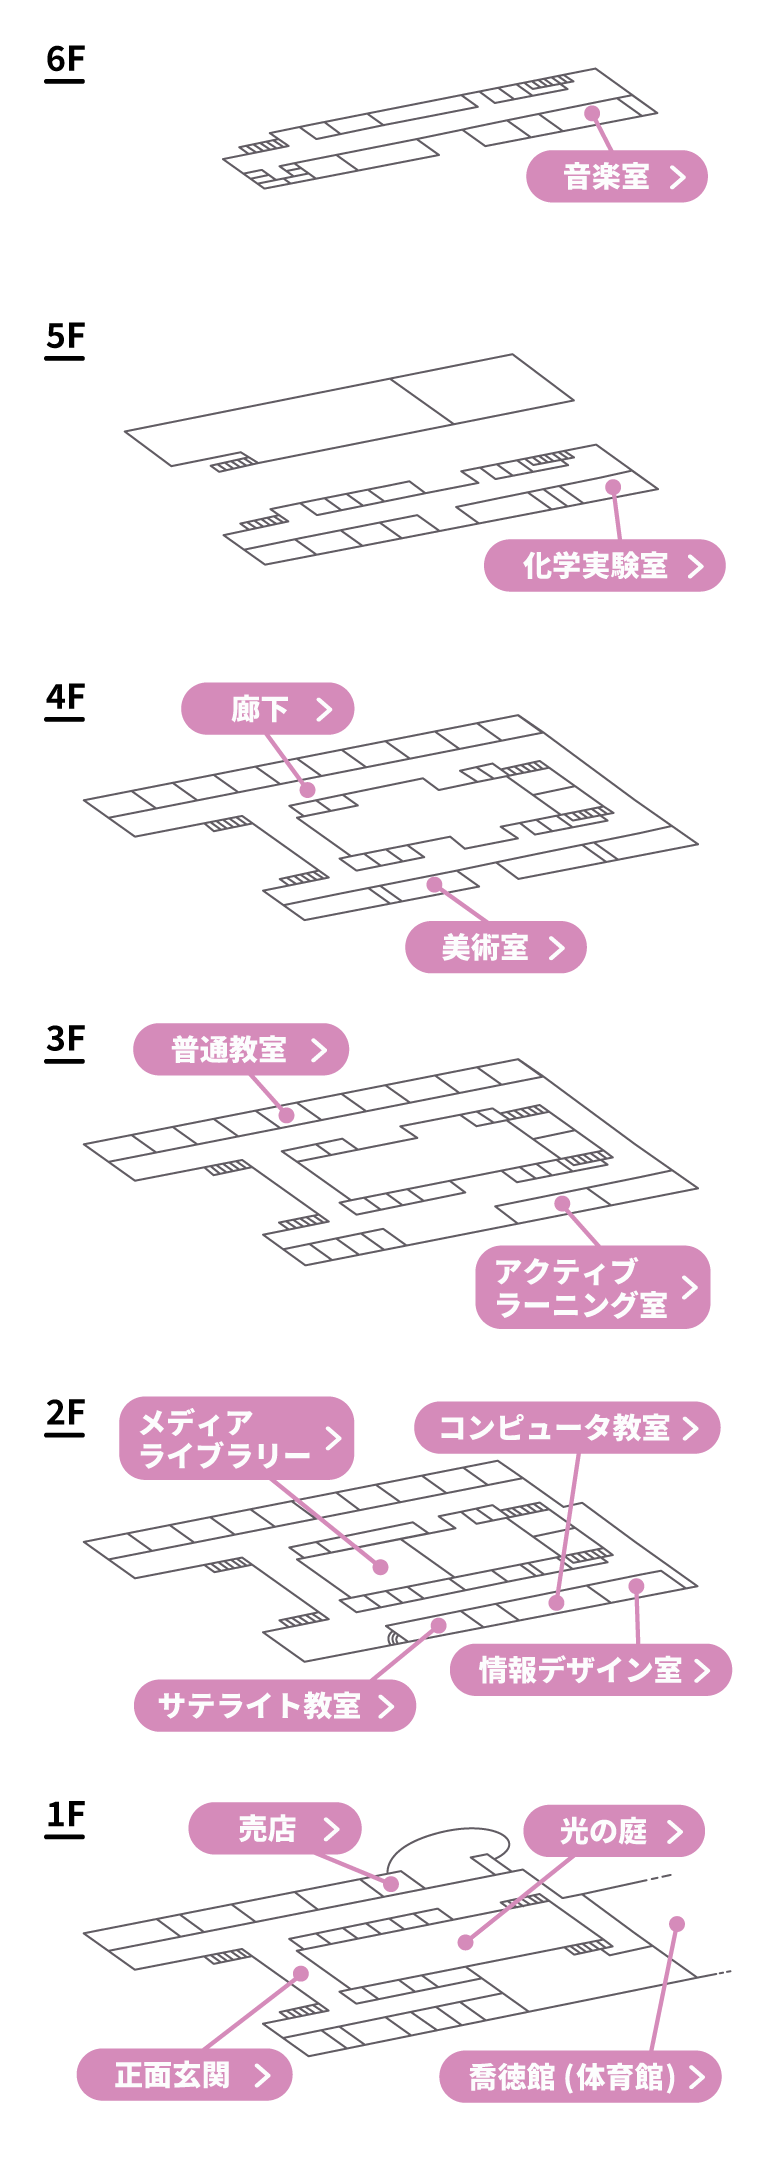 6F
音楽室
5F
化学実験室
4F
廊下
美術室
3F
普通教室
アクティブ
ラーニング室
2F
メディア
ライブラリー
コンピュータ教室
情報デザイン室
サテライト教室
1F
売店
光の庭
正面玄関
喬徳館 (体育館)